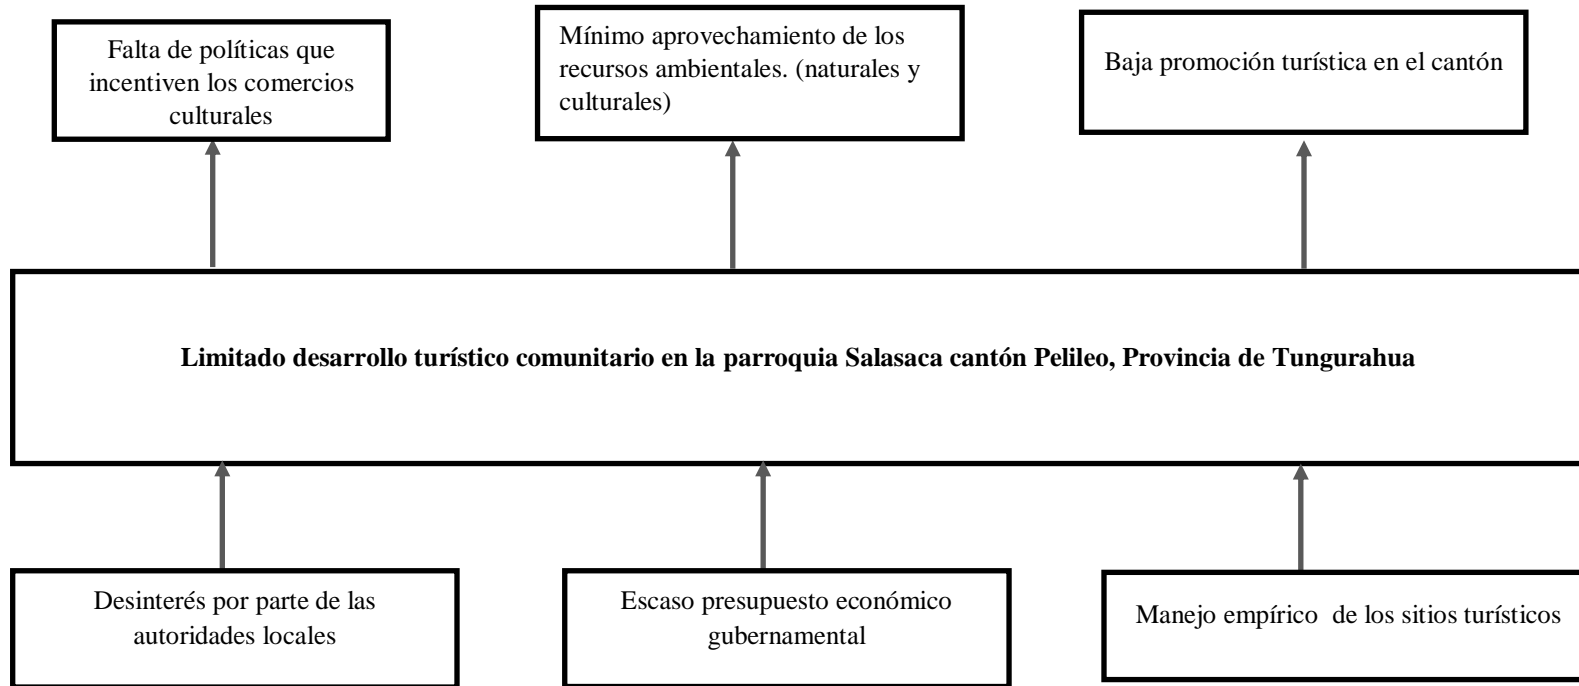 Falta de políticas que
incentiven los comercios
culturales
Mínimo aprovechamiento de los
recursos ambientales. (naturales y
culturales)
Baja promoción turística en el cantón
Limitado desarrollo turístico comunitario en la parroquia Salasaca cantón Pelileo, Provincia de Tungurahua
Desinterés por parte de las
autoridades locales
Escaso presupuesto económico
gubernamental
Manejo empírico  de los sitios turísticos